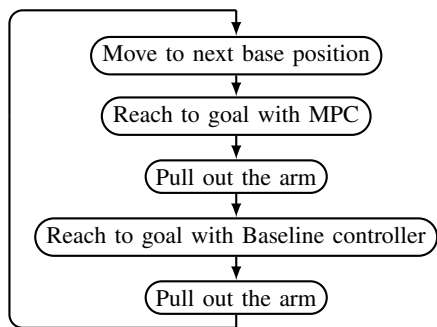 Move to next base position
Reach to goal with MPC
Pull out the arm
Reach to goal with Baseline controller
Pull out the arm